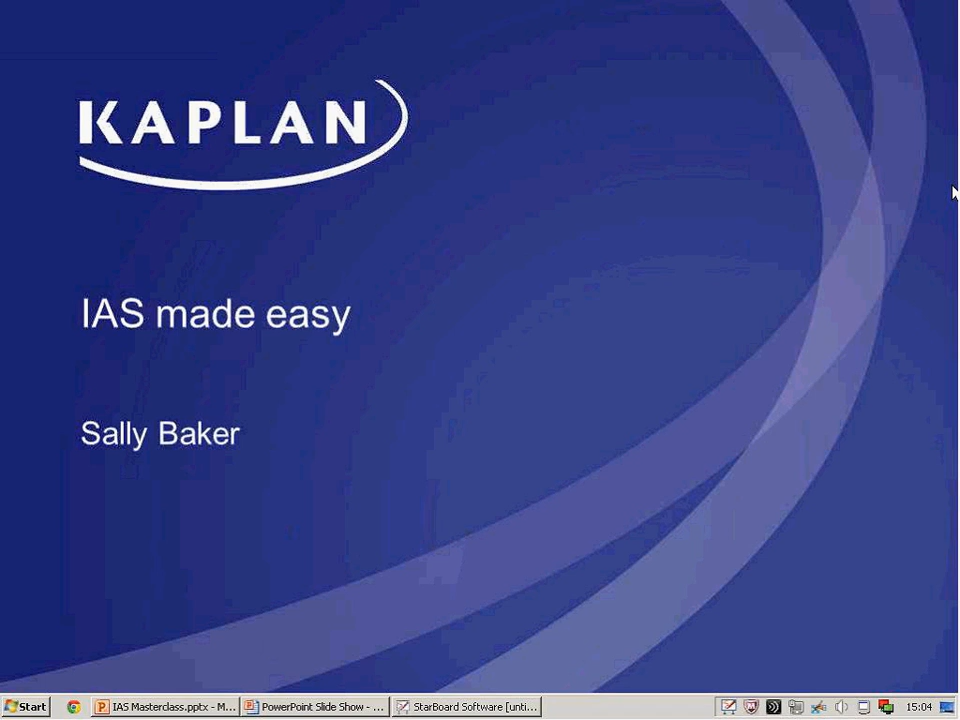 KAPLAN
IAS made easy
Sally Baker
Start
IAS Masterclass.pptx - M...
PowerPoint Slide Show - ...
StarBoard Software [unti...
15:04